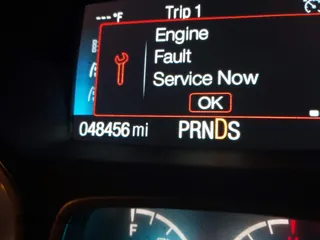 ---°F Trip 1
Engine
Fault
Service Now
OK
048456 mi PRNDS